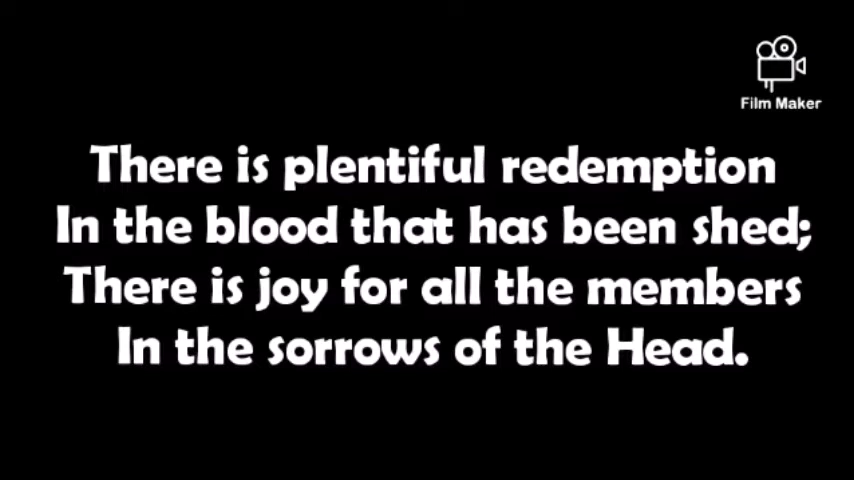 Film Maker
There is plentiful redemption
In the blood that has been shed;
There is joy for all the members
In the sorrows of the Head.